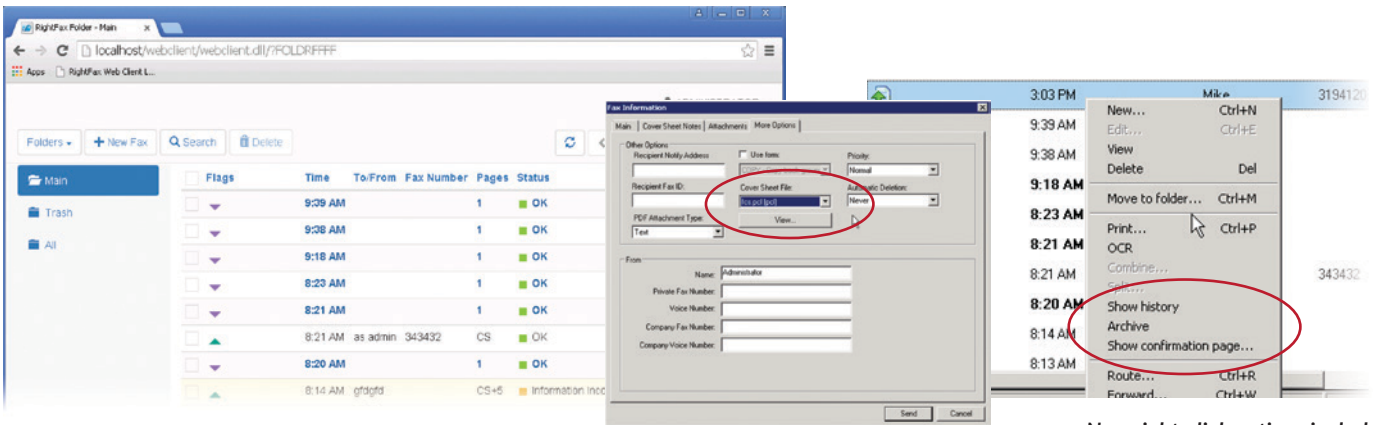 RightFax Folder - Main
localhost/webclient/webclient.dll/?FOLDRFFFF
Apps RightFax Web Client L...
Folders + New Fax Search Delete
Main
Trash
All
Flags Time To/From Fax Number Pages Status
9:39 AM 1 OK
9:38 AM 1 OK
9:18 AM 1 OK
8:23 AM 1 OK
8:21 AM 1 OK
8:21 AM as admin 343432 CS OK
8:20 AM 1 OK
8:14 AM gfdgfd CS+5 Information Inco
Fax Information
Main Cover Sheet Notes Attachments More Options
Other Options
Recipient Notify Address Use form: Priority:
Normal
Recipient Fax ID: Cover Sheet File: Automatic Deletion:
Never
PDF Attachment Type: View...
Text
From
Name: Administrator
Private Fax Number:
Voice Number:
Company Fax Number:
Company Voice Number:
Send Cancel
3:03 PM Mike 3194120
9:39 AM
9:38 AM
9:18 AM
8:23 AM
8:21 AM
8:21 AM 343432
8:20 AM
8:14 AM
8:13 AM
New... Ctrl+N
Edit... Ctrl+E
View
Delete Del
Move to folder... Ctrl+M
Print... Ctrl+P
OCR
Combine...
Split...
Show history
Archive
Show confirmation page...
Route... Ctrl+R
Forward... Ctrl+W